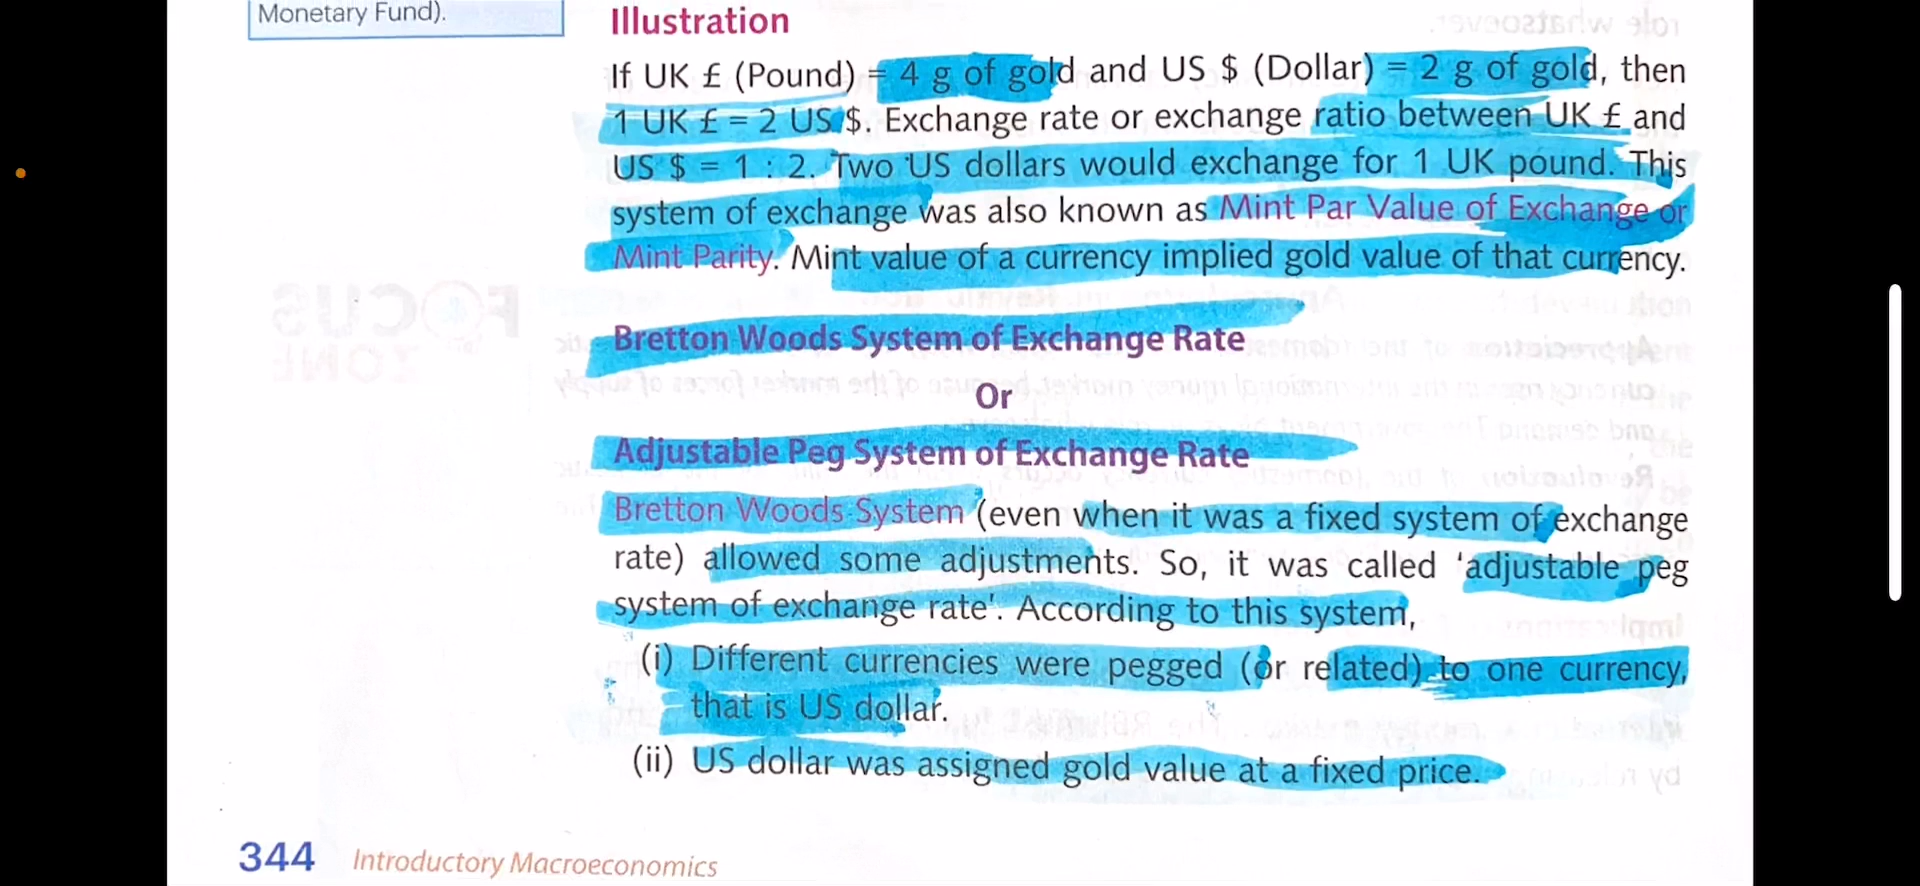 Monetary Fund).
Illustration
If UK £ (Pound) = 4 g of gold and US $ (Dollar) = 2 g of gold, then
1 UK £ = 2 US $. Exchange rate or exchange ratio between UK £ and
US $ = 1 : 2. Two US dollars would exchange for 1 UK pound. This
system of exchange was also known as Mint Par Value of Exchange or
Mint Parity. Mint value of a currency implied gold value of that currency.
Bretton Woods System of Exchange Rate
Or
Adjustable Peg System of Exchange Rate
Bretton Woods System (even when it was a fixed system of exchange
rate) allowed some adjustments. So, it was called 'adjustable peg
system of exchange rate'. According to this system,
(i) Different currencies were pegged (or related) to one currency,
that is US dollar.
(ii) US dollar was assigned gold value at a fixed price.
344 Introductory Macroeconomics